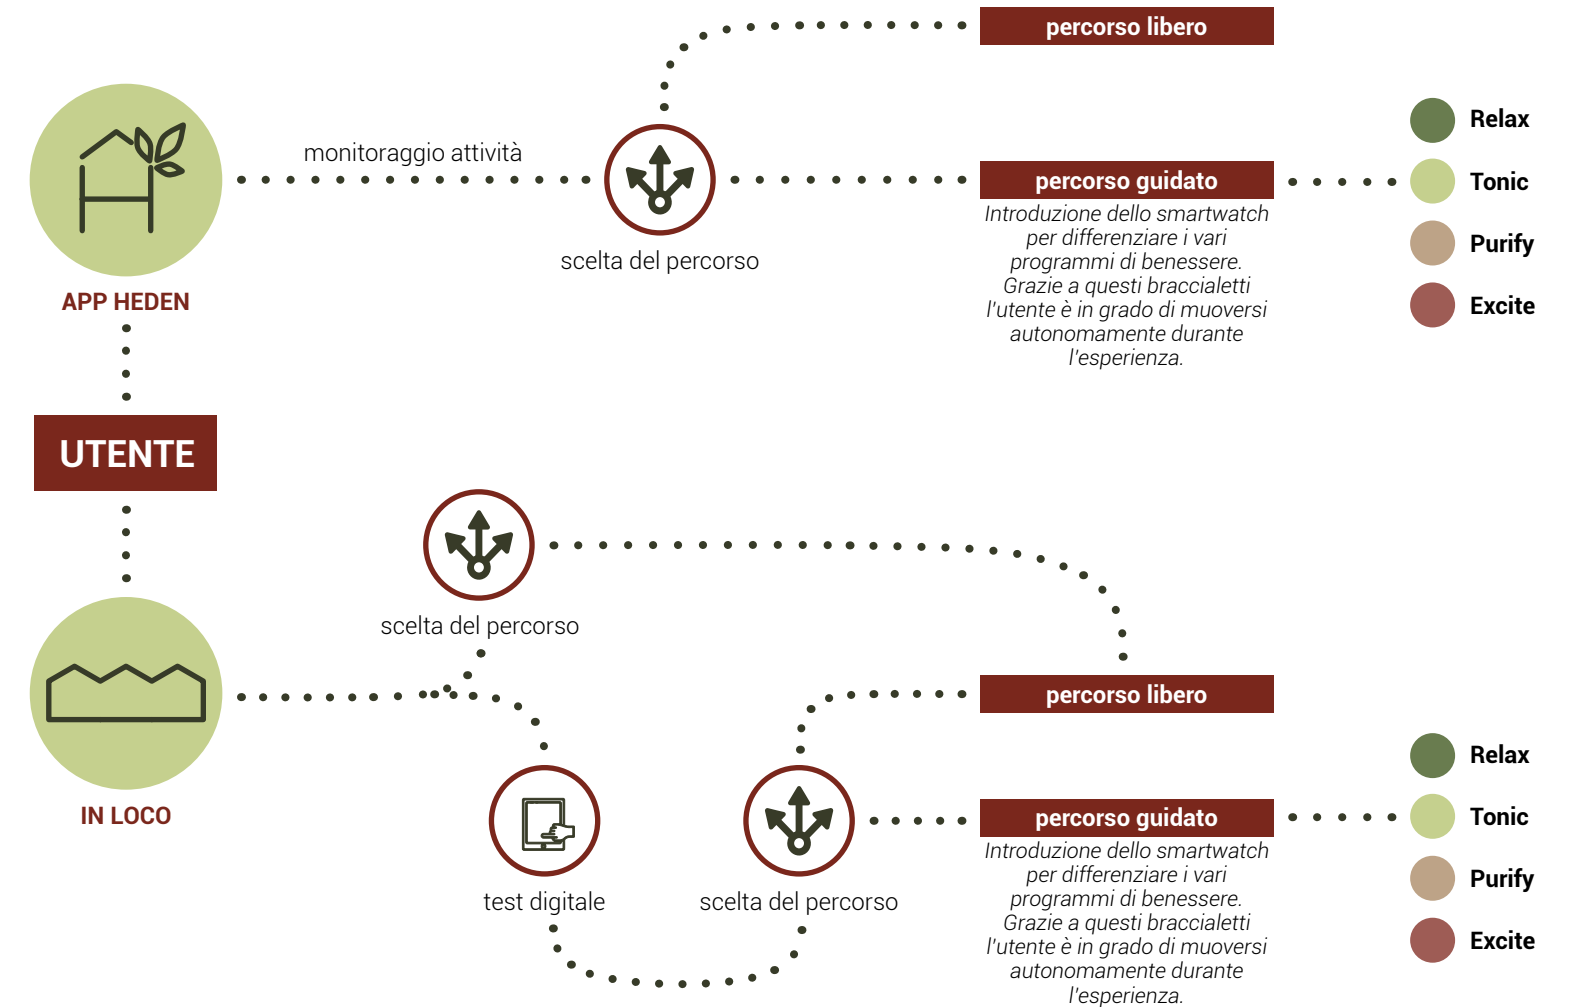 percorso libero
monitoraggio attività
scelta del percorso
APP HEDEN
percorso guidato
Introduzione dello smartwatch
per differenziare i vari
programmi di benessere.
Grazie a questi braccialetti
l'utente è in grado di muoversi
autonomamente durante
l'esperienza.
Relax
Tonic
Purify
Excite
UTENTE
scelta del percorso
IN LOCO
test digitale
scelta del percorso
percorso libero
percorso guidato
Introduzione dello smartwatch
per differenziare i vari
programmi di benessere.
Grazie a questi braccialetti
l'utente è in grado di muoversi
autonomamente durante
l'esperienza.
Relax
Tonic
Purify
Excite